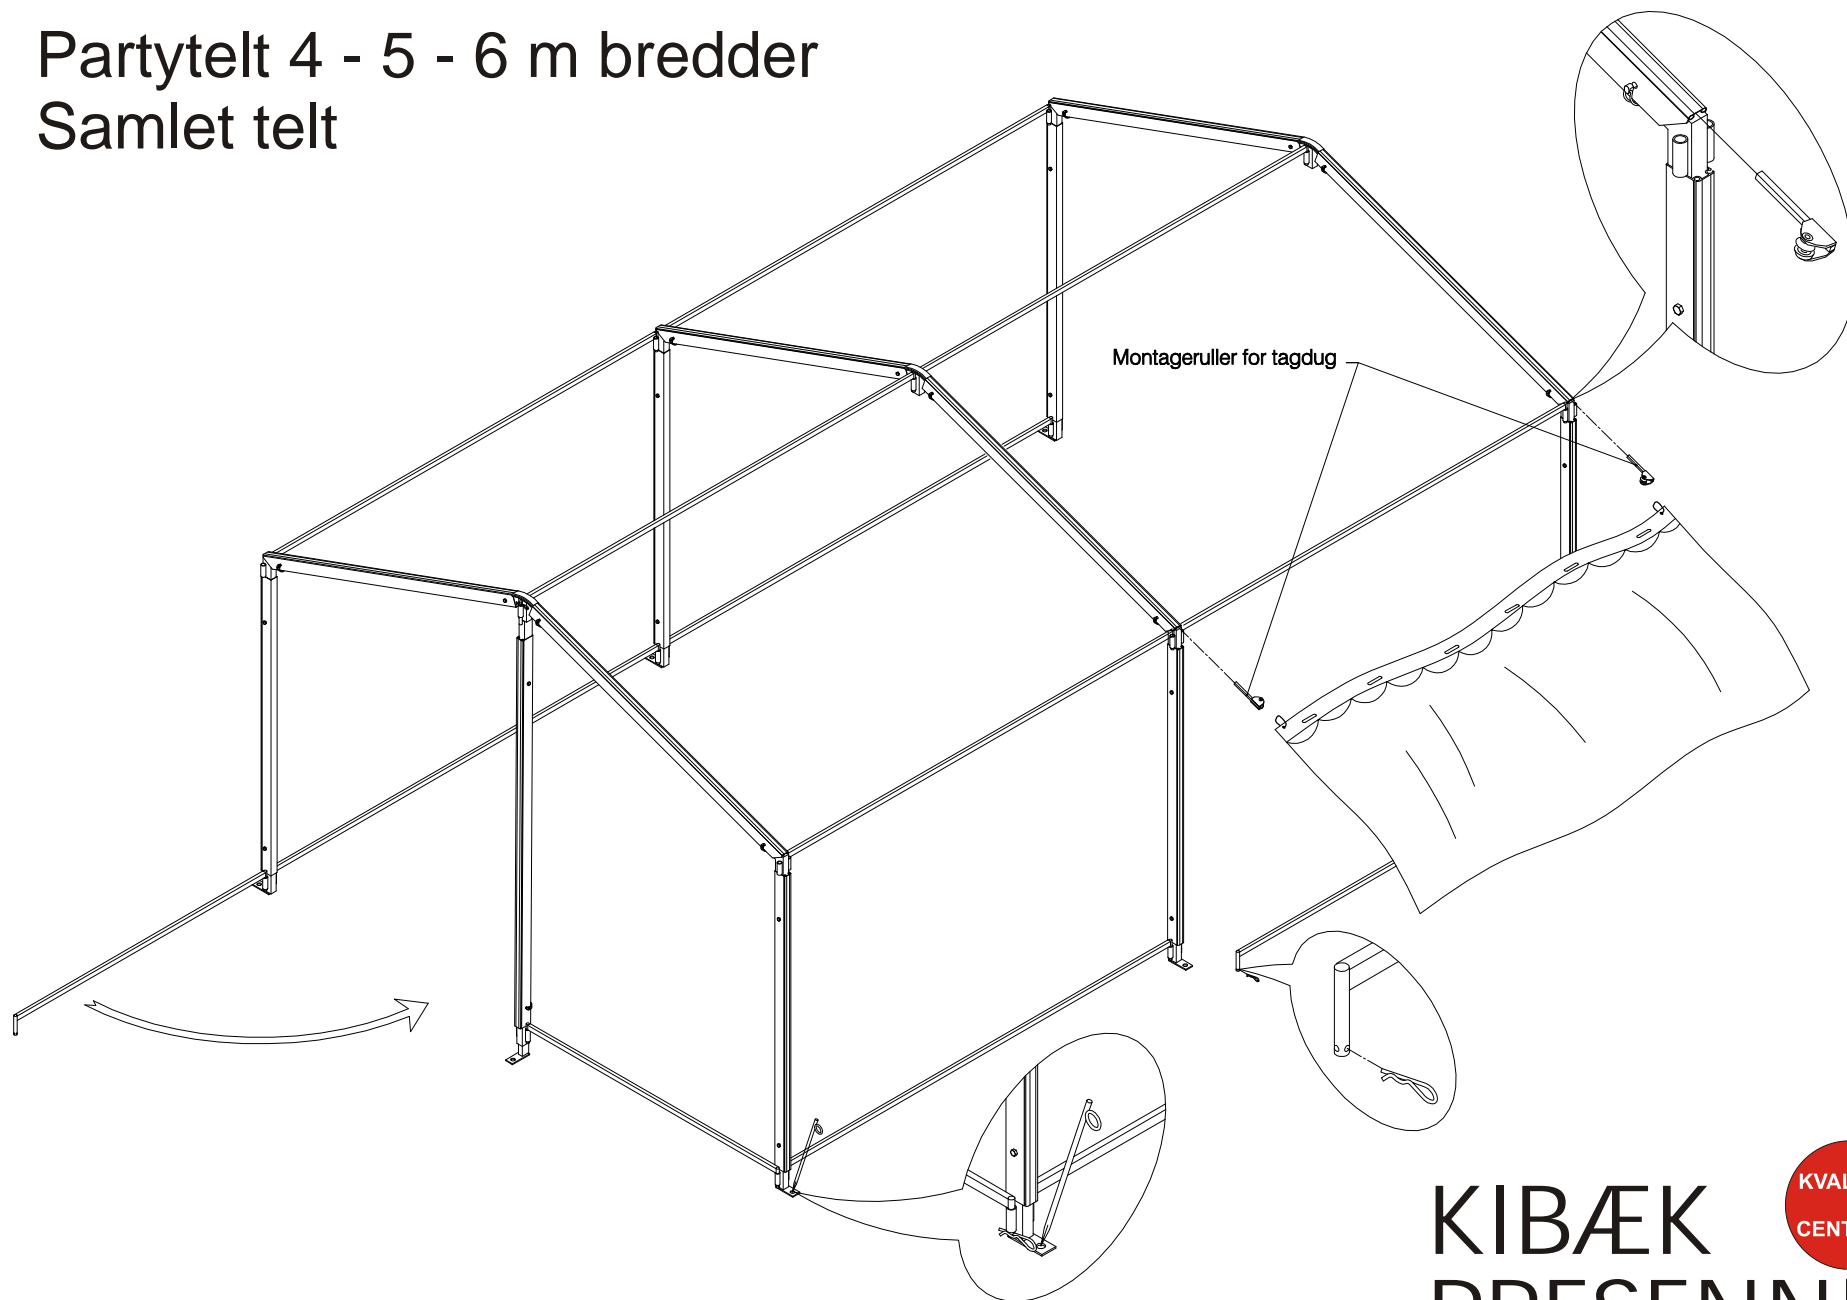 Partytelt 4 - 5 - 6 m bredder
Samlet telt
Montageruller for tagdug
KIBÆK